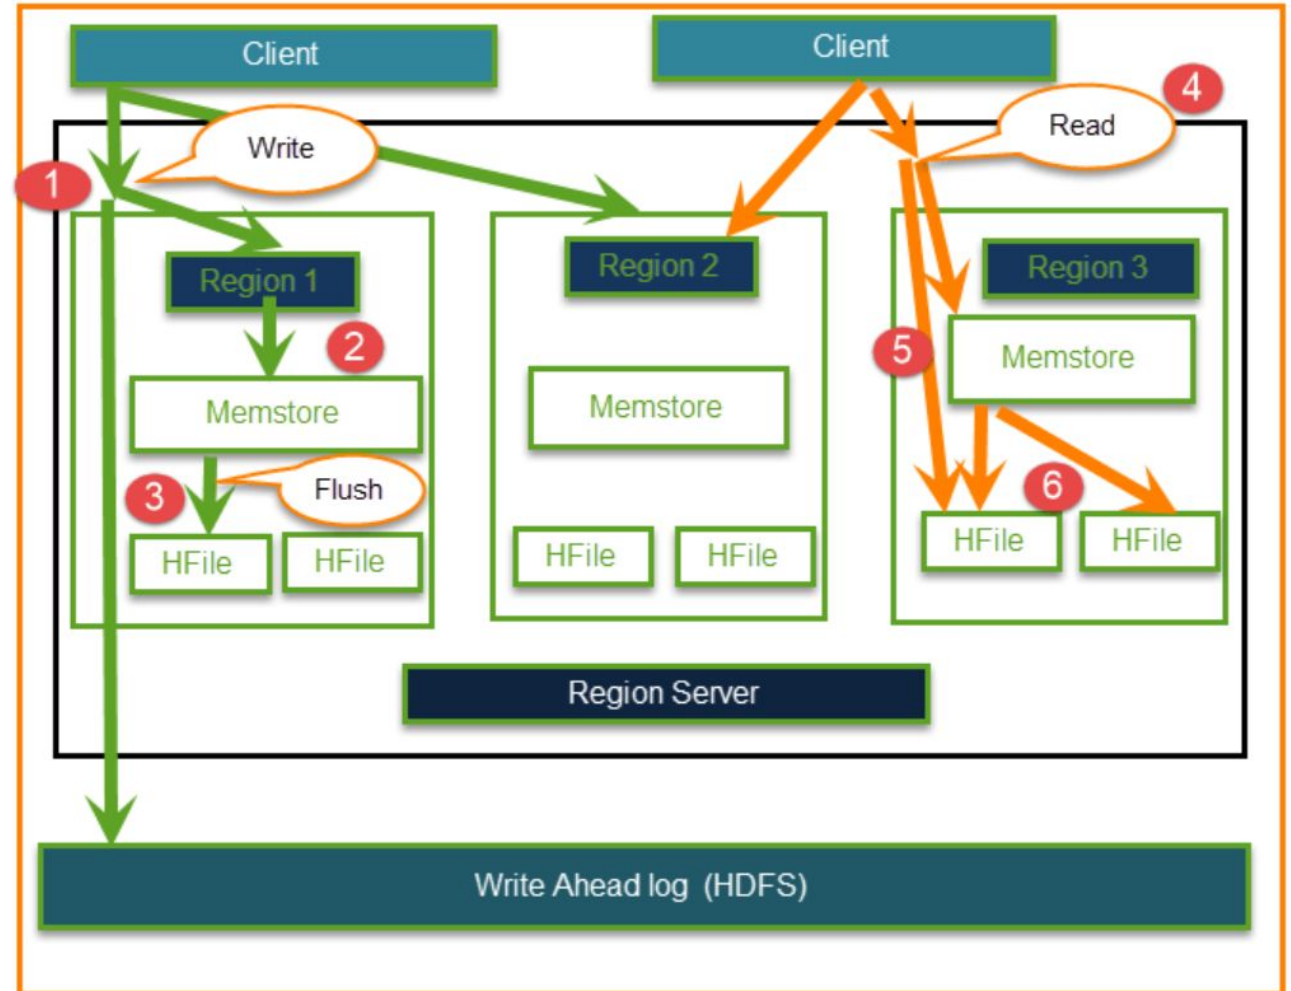 Client
Client
4
Read
Write
1
Region 1
Region 2
Region 3
2
5
Memstore
Memstore
Memstore
3
Flush
6
HFile
HFile
HFile
HFile
HFile
HFile
Region Server
Write Ahead log (HDFS)